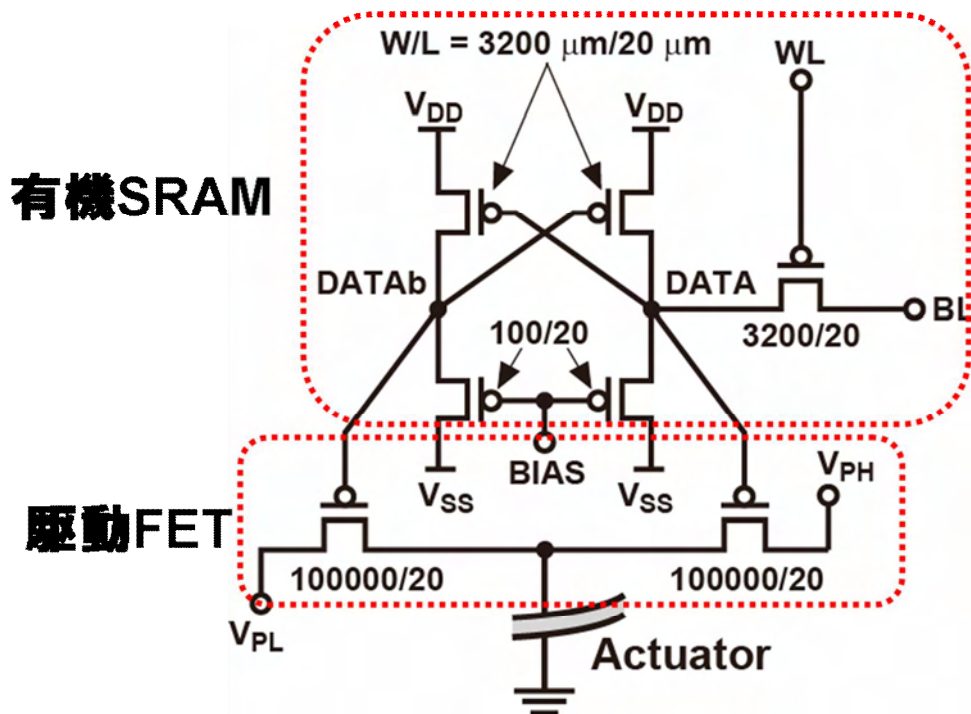 W/L = 3200 μm/20 μm
WL
VDD
VDD
有機SRAM
DATAb
DATA
BL
3200/20
100/20
BIAS
VSS
VSS
VPH
駆動FET
100000/20
100000/20
VPL
Actuator